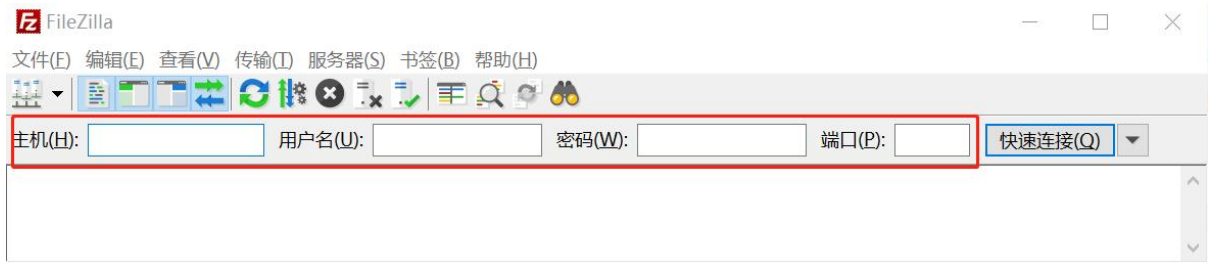 FileZilla
文件(F) 编辑(E) 查看(V) 传输(T) 服务器(S) 书签(B) 帮助(H)
主机(H): 用户名(U): 密码(W): 端口(P): 快速连接(Q)